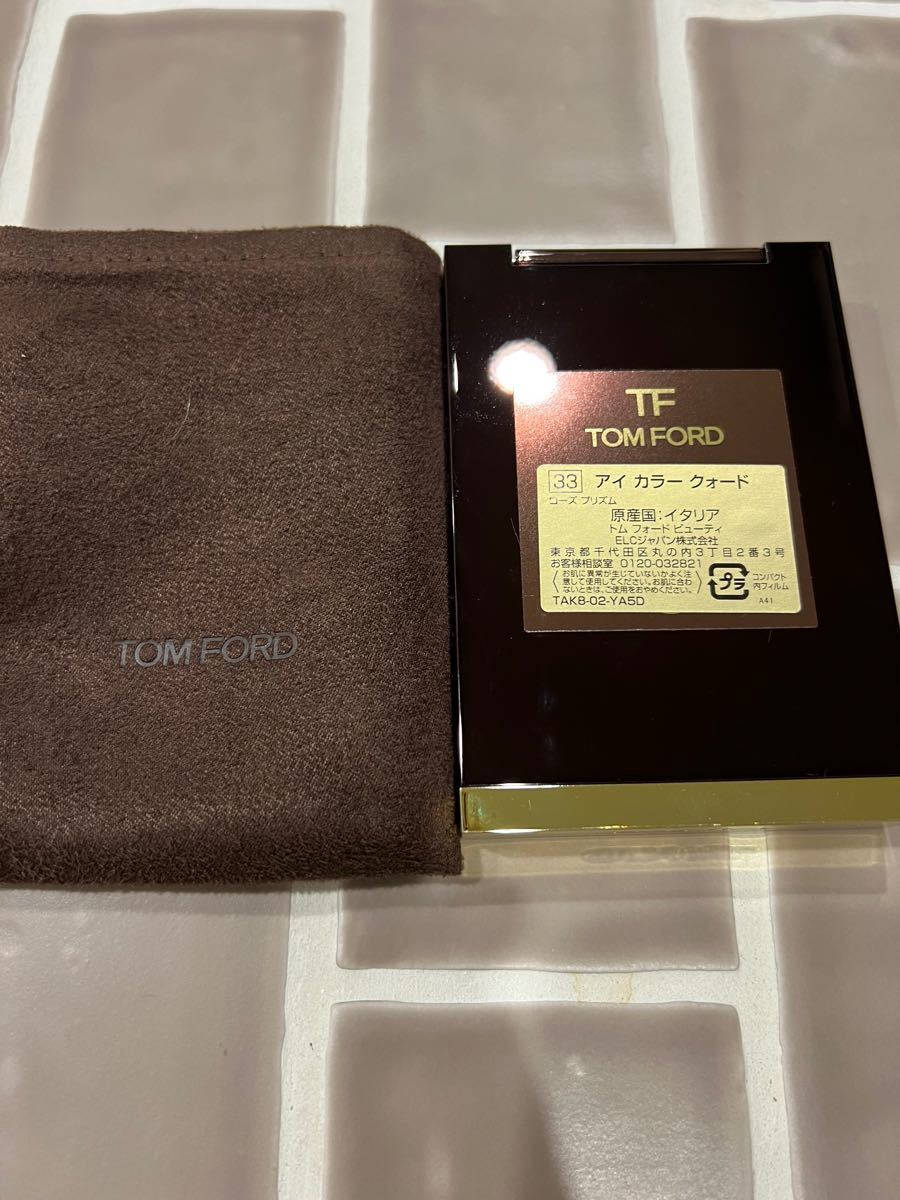 TOM FORD
TF
TOM FORD
33 アイ カラー クォード
ローズ プリズム
原産国:イタリア
トム フォード ビューティ
ELCジャパン株式会社
東京都千代田区丸の内3丁目2番3号
お客様相談室 0120-032821
お肌に異常が生じていないかよく注
意して使用してください。お肌に合わ
ないときは、ご使用をおやめください。
プラ
コンパクト
内フィルム
TAK8-02-YA5D
A41